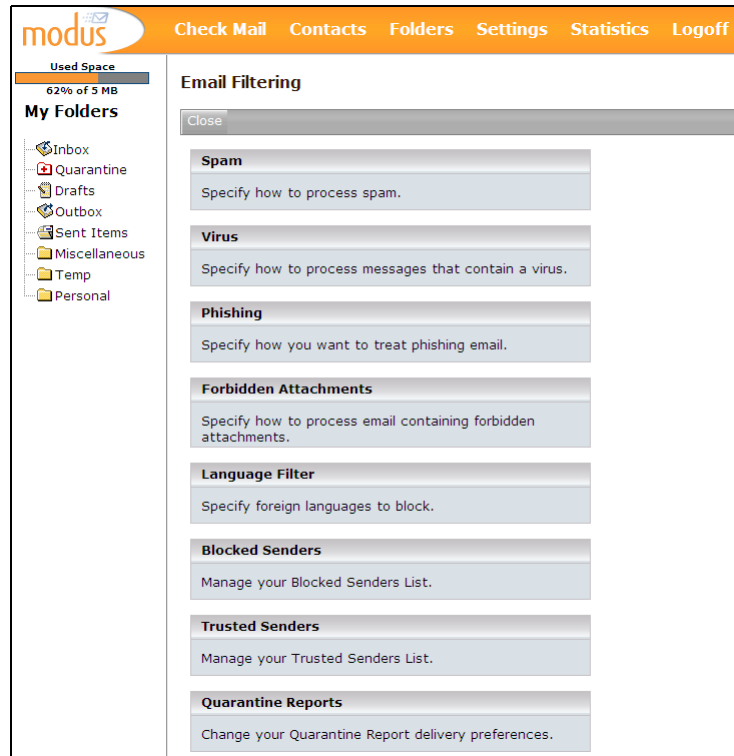 modus
Check Mail Contacts Folders Settings Statistics Logoff
Used Space
62% of 5 MB
My Folders
Inbox
Quarantine
Drafts
Outbox
Sent Items
Miscellaneous
Temp
Personal
Email Filtering
Close
Spam
Specify how to process spam.
Virus
Specify how to process messages that contain a virus.
Phishing
Specify how you want to treat phishing email.
Forbidden Attachments
Specify how to process email containing forbidden
attachments.
Language Filter
Specify foreign languages to block.
Blocked Senders
Manage your Blocked Senders List.
Trusted Senders
Manage your Trusted Senders List.
Quarantine Reports
Change your Quarantine Report delivery preferences.